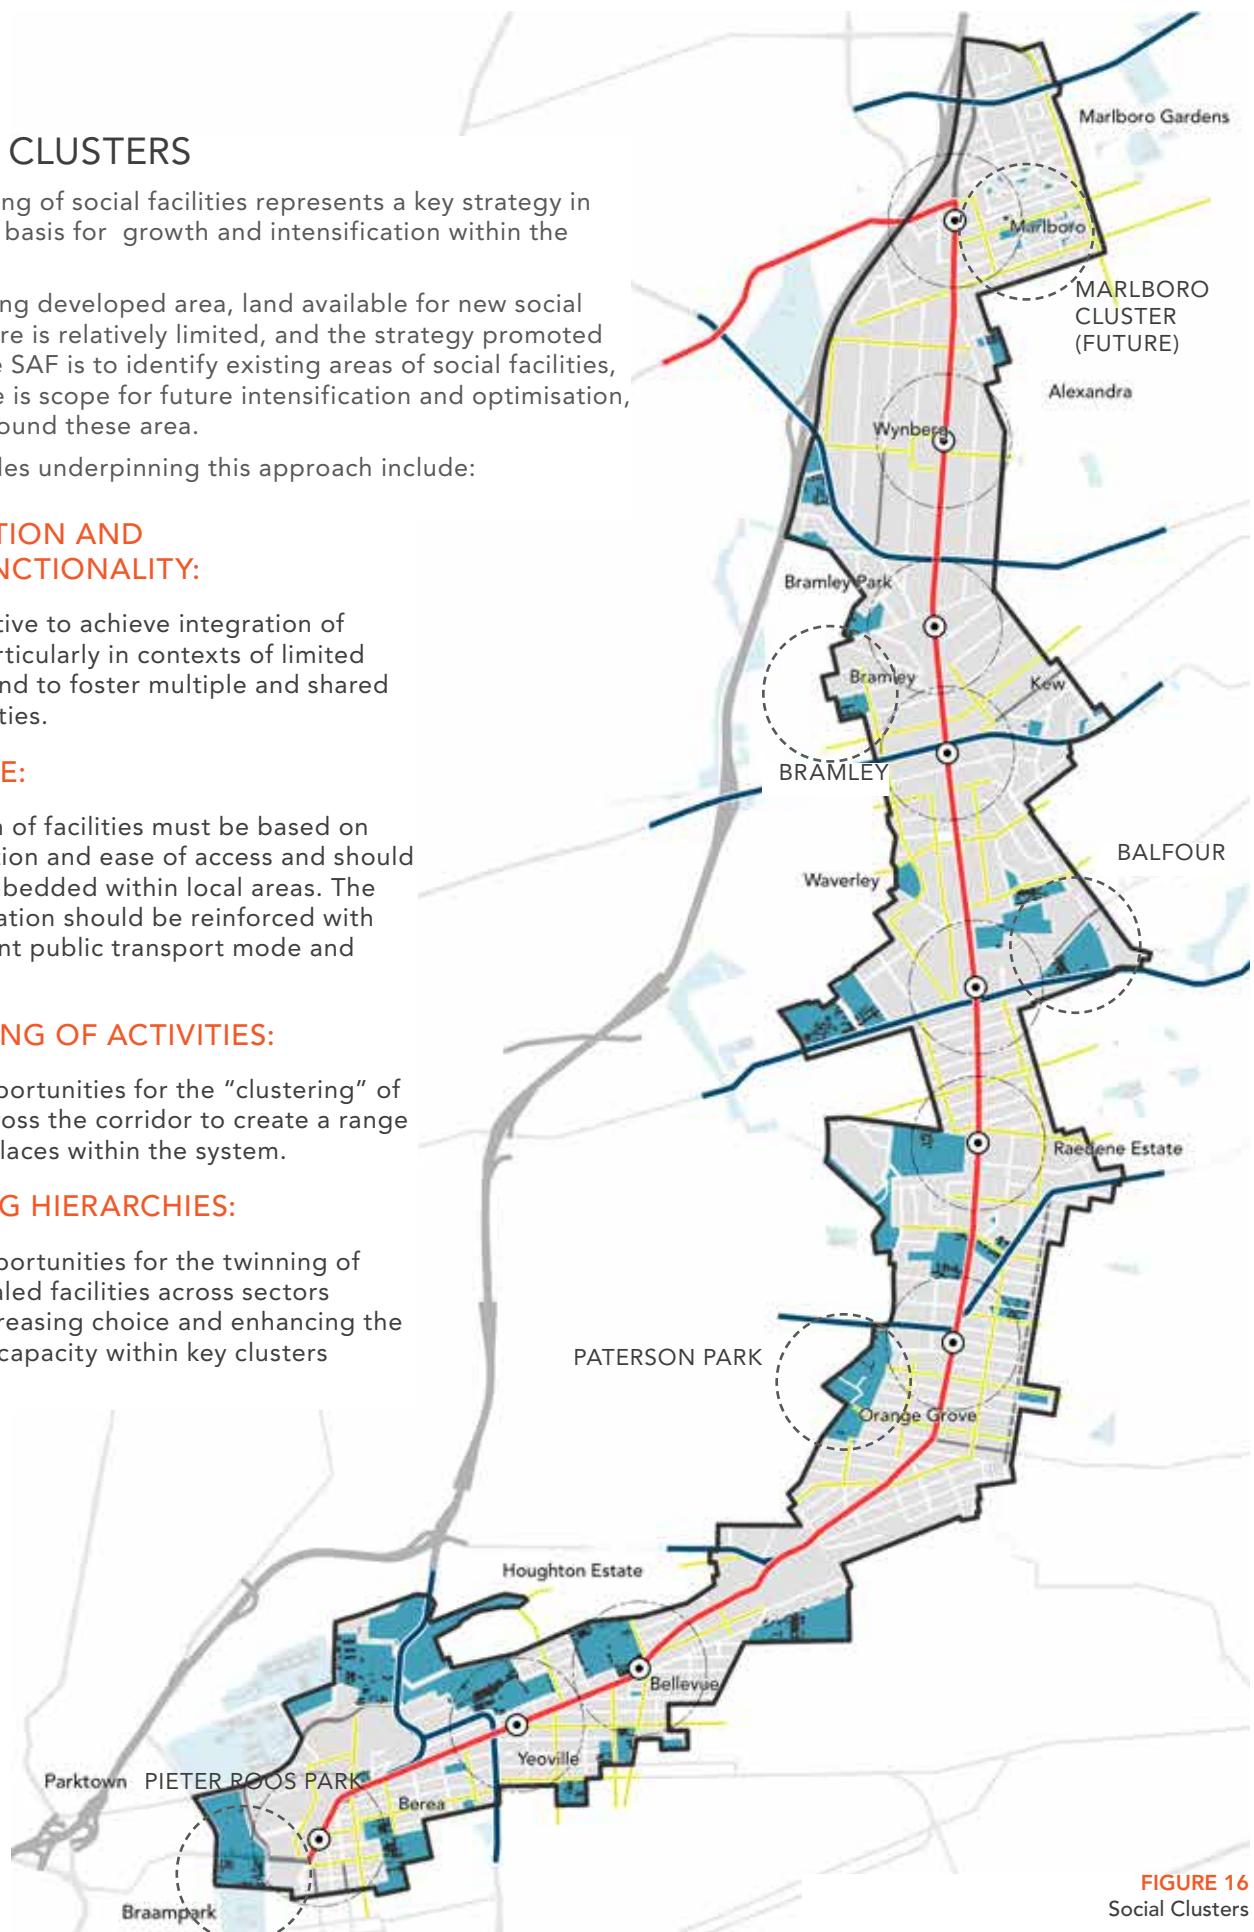 CLUSTERS
ng of social facilities represents a key strategy in
basis for growth and intensification within the
ng developed area, land available for new social
re is relatively limited, and the strategy promoted
e SAF is to identify existing areas of social facilities,
e is scope for future intensification and optimisation,
ound these area.
les underpinning this approach include:
TION AND
NCTIONALITY:
tive to achieve integration of
rticularly in contexts of limited
nd to foster multiple and shared
ties.
E:
n of facilities must be based on
tion and ease of access and should
bedded within local areas. The
ation should be reinforced with
nt public transport mode and
NG OF ACTIVITIES:
portunities for the “clustering” of
oss the corridor to create a range
laces within the system.
G HIERARCHIES:
portunities for the twinning of
aled facilities across sectors
reasing choice and enhancing the
capacity within key clusters
Marlboro Gardens
Marlboro
MARLBORO
CLUSTER
(FUTURE)
Alexandra
Wynberg
Bramley Park
Bramley
Kew
BRAMLEY
BALFOUR
Waverley
Raedene Estate
PATERSON PARK
Orange Grove
Houghton Estate
Bellevue
Yeoville
Parktown
PIETER ROOS PARK
Berea
Braampark
FIGURE 16
Social Clusters